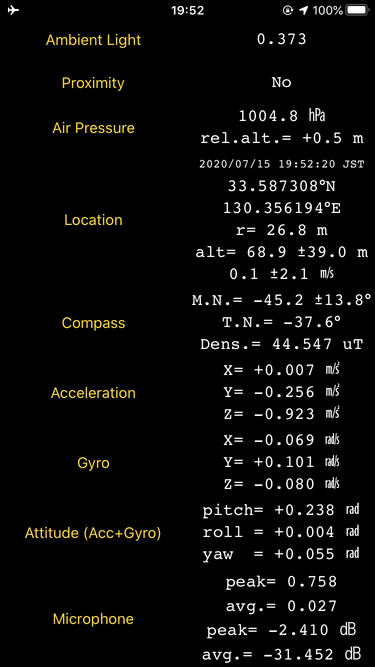 19:52 100%
Ambient Light 0.373
Proximity No
Air Pressure
1004.8 hPa
rel.alt.= +0.5 m
Location
2020/07/15 19:52:20 JST
33.587308°N
130.356194°E
r= 26.8 m
alt= 68.9 ±39.0 m
0.1 ±2.1 m/s
Compass
M.N.= -45.2 ±13.8°
T.N.= -37.6°
Dens.= 44.547 uT
Acceleration
X= +0.007 m/s²
Y= -0.256 m/s²
Z= -0.923 m/s²
Gyro
X= -0.069 rad/s
Y= +0.101 rad/s
Z= -0.080 rad/s
Attitude (Acc+Gyro)
pitch= +0.238 rad
roll = +0.004 rad
yaw = +0.055 rad
Microphone
peak= 0.758
avg.= 0.027
peak= -2.410 dB
avg.= -31.452 dB